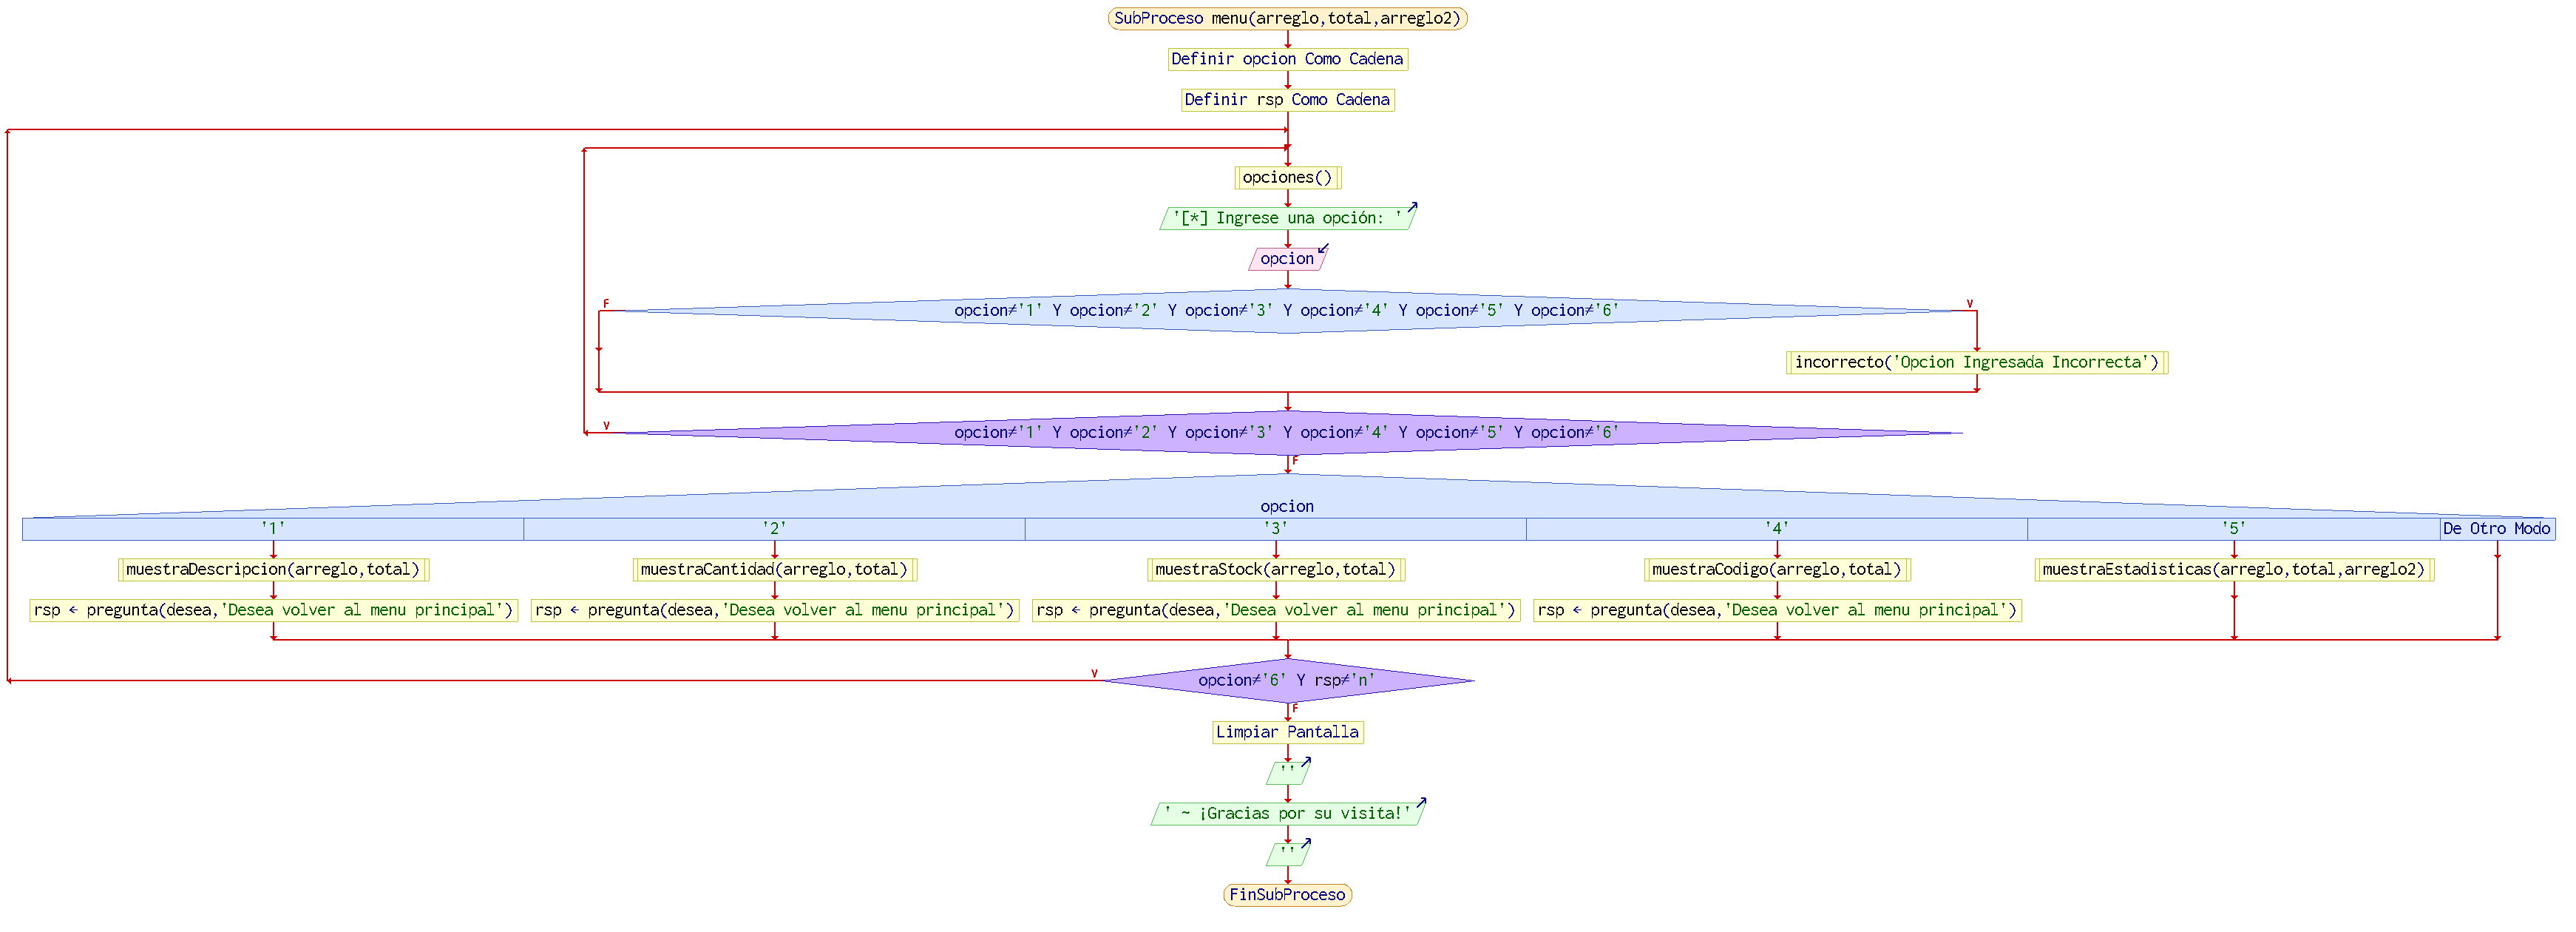 SubProceso menu(arreglo,total,arreglo2)
Definir opcion Como Cadena
Definir rsp Como Cadena
opciones()
'[*] Ingrese una opción: '
opcion
F
V
opcion≠'1' Y opcion≠'2' Y opcion≠'3' Y opcion≠'4' Y opcion≠'5' Y opcion≠'6'
incorrecto('Opcion Ingresada Incorrecta')
V
opcion≠'1' Y opcion≠'2' Y opcion≠'3' Y opcion≠'4' Y opcion≠'5' Y opcion≠'6'
F
opcion
'1' '2' '3' '4' '5' De Otro Modo
muestraDescripcion(arreglo,total) muestraCantidad(arreglo,total) muestraStock(arreglo,total) muestraCodigo(arreglo,total) muestraEstadisticas(arreglo,total,arreglo2)
rsp ← pregunta(desea,'Desea volver al menu principal') rsp ← pregunta(desea,'Desea volver al menu principal') rsp ← pregunta(desea,'Desea volver al menu principal') rsp ← pregunta(desea,'Desea volver al menu principal')
V
opcion≠'6' Y rsp≠'n'
F
Limpiar Pantalla
''
' ~ ¡Gracias por su visita!'
''
FinSubProceso